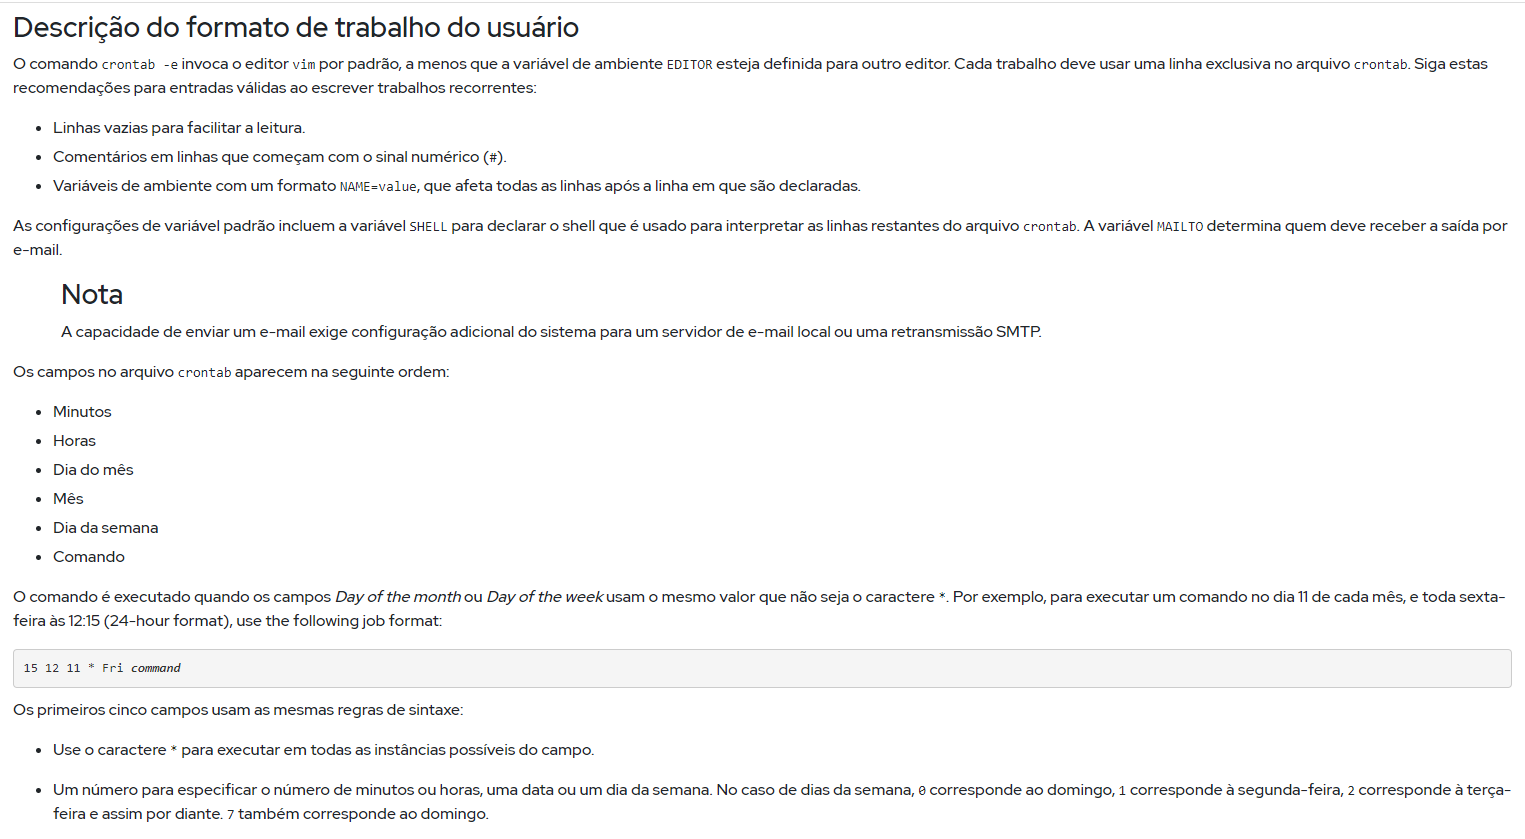 Descrição do formato de trabalho do usuário
O comando crontab -e invoca o editor vim por padrão, a menos que a variável de ambiente EDITOR esteja definida para outro editor. Cada trabalho deve usar uma linha exclusiva no arquivo crontab. Siga estas
recomendações para entradas válidas ao escrever trabalhos recorrentes:
• Linhas vazias para facilitar a leitura.
• Comentários em linhas que começam com o sinal numérico (#).
• Variáveis de ambiente com um formato NAME=value, que afeta todas as linhas após a linha em que são declaradas.
As configurações de variável padrão incluem a variável SHELL para declarar o shell que é usado para interpretar as linhas restantes do arquivo crontab. A variável MAILTO determina quem deve receber a saída por
e-mail.
Nota
A capacidade de enviar um e-mail exige configuração adicional do sistema para um servidor de e-mail local ou uma retransmissão SMTP.
Os campos no arquivo crontab aparecem na seguinte ordem:
• Minutos
• Horas
• Dia do mês
• Mês
• Dia da semana
• Comando
O comando é executado quando os campos Day of the month ou Day of the week usam o mesmo valor que não seja o caractere *. Por exemplo, para executar um comando no dia 11 de cada mês, e toda sexta-
feira às 12:15 (24-hour format), use the following job format:
15 12 11 * Fri command
Os primeiros cinco campos usam as mesmas regras de sintaxe:
• Use o caractere * para executar em todas as instâncias possíveis do campo.
• Um número para especificar o número de minutos ou horas, uma data ou um dia da semana. No caso de dias da semana, 0 corresponde ao domingo, 1 corresponde à segunda-feira, 2 corresponde à terça-
feira e assim por diante. 7 também corresponde ao domingo.